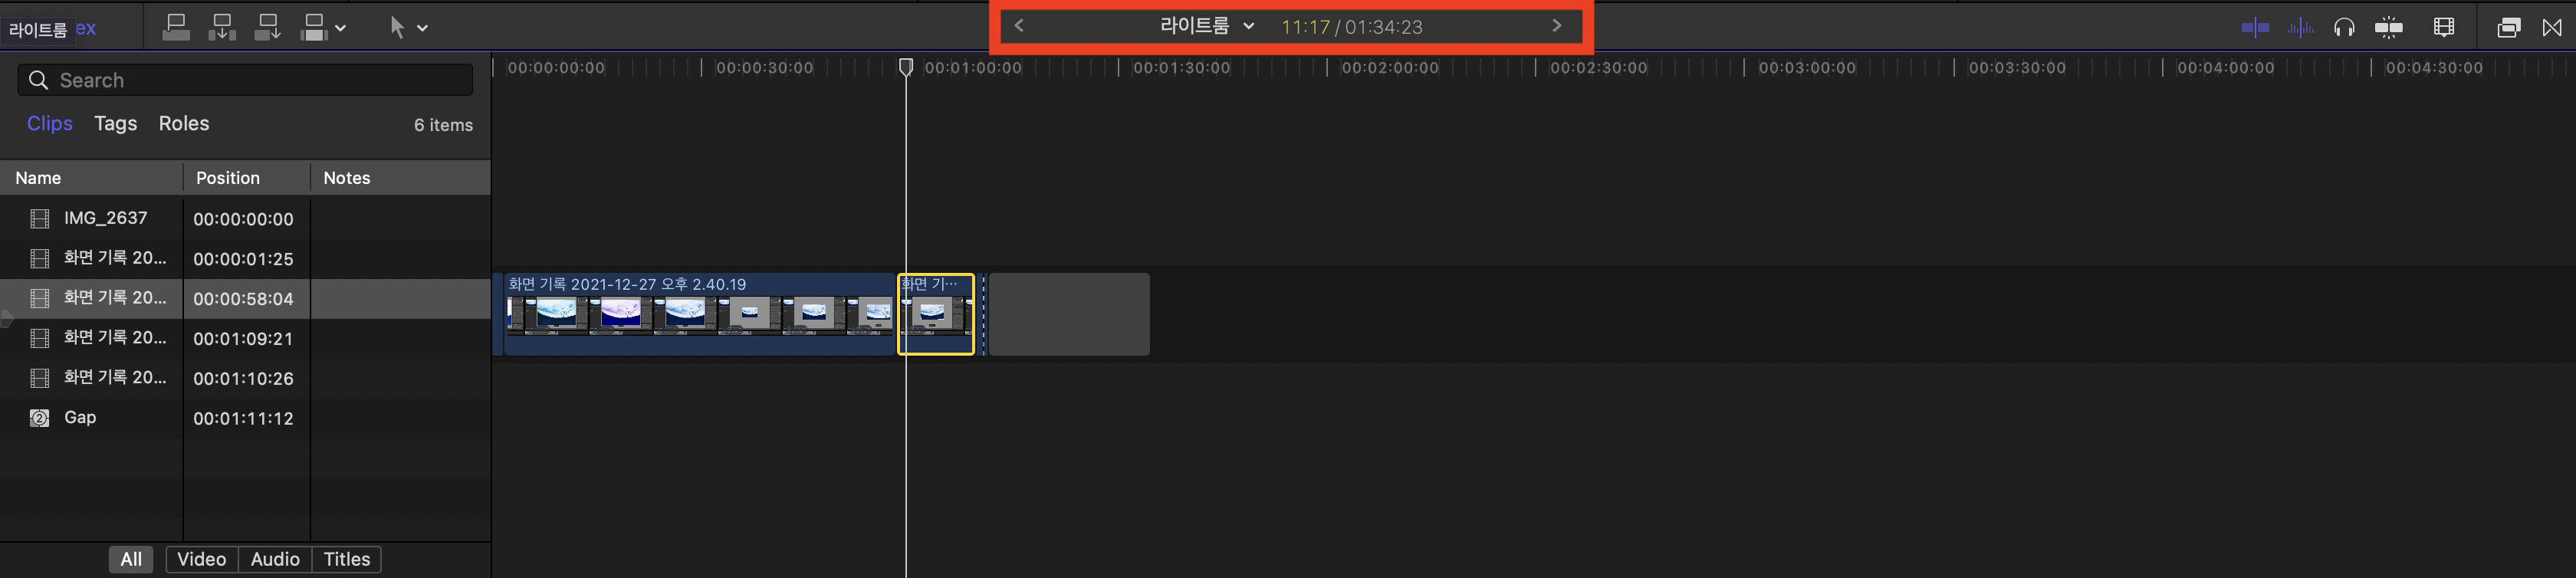 라이트룸 ex
라이트룸 11:17 / 01:34:23
Search
Clips Tags Roles 6 items
Name Position Notes
IMG_2637 00:00:00:00
화면 기록 20... 00:00:01:25
화면 기록 20... 00:00:58:04
화면 기록 20... 00:01:09:21
화면 기록 20... 00:01:10:26
Gap 00:01:11:12
All Video Audio Titles
00:00:00:00 00:00:30:00 00:01:00:00 00:01:30:00 00:02:00:00 00:02:30:00 00:03:00:00 00:03:30:00 00:04:00:00 00:04:30:00
화면 기록 2021-12-27 오후 2.40.19 화면 기...